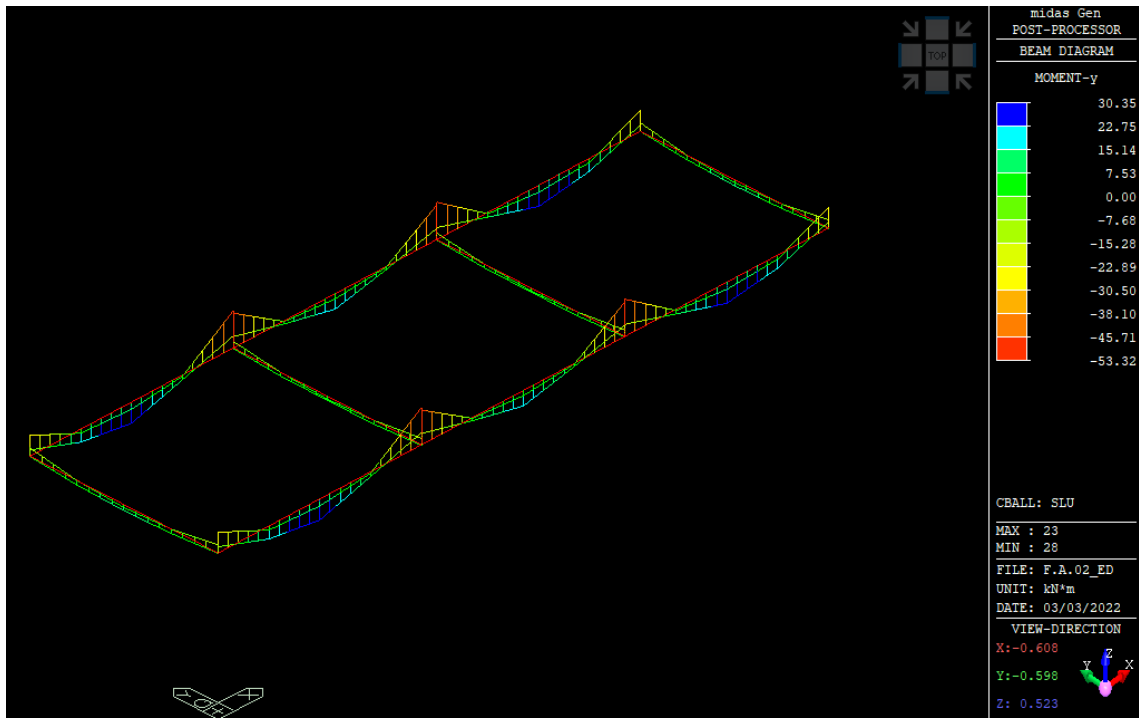 TOP
midas Gen
POST-PROCESSOR
BEAM DIAGRAM
MOMENT-y
30.35
22.75
15.14
7.53
0.00
-7.68
-15.28
-22.89
-30.50
-38.10
-45.71
-53.32
CBALL: SLU
MAX : 23
MIN : 28
FILE: F.A.02_ED
UNIT: kN*m
DATE: 03/03/2022
VIEW-DIRECTION
X:-0.608
Y:-0.598
Z: 0.523
Z
Y
X